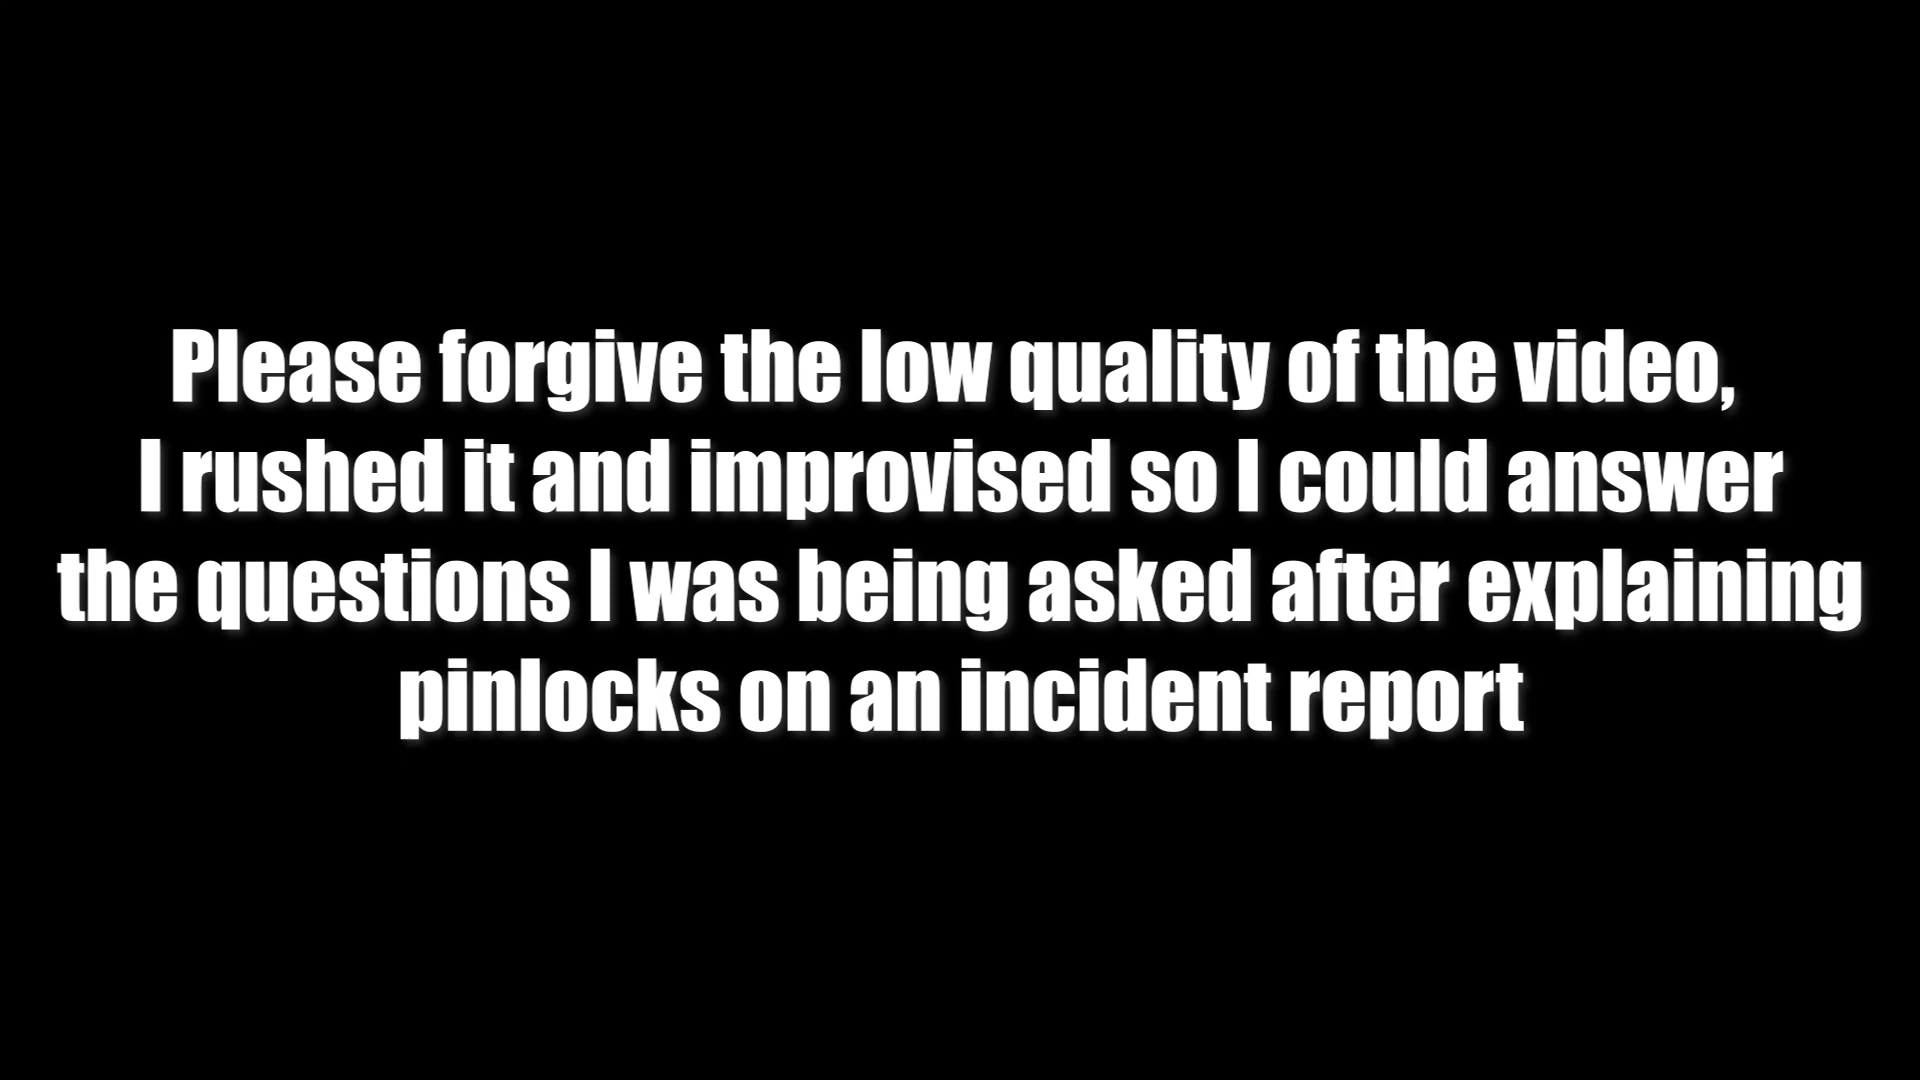 Please forgive the low quality of the video,
I rushed it and improvised so I could answer
the questions I was being asked after explaining
pinlocks on an incident report